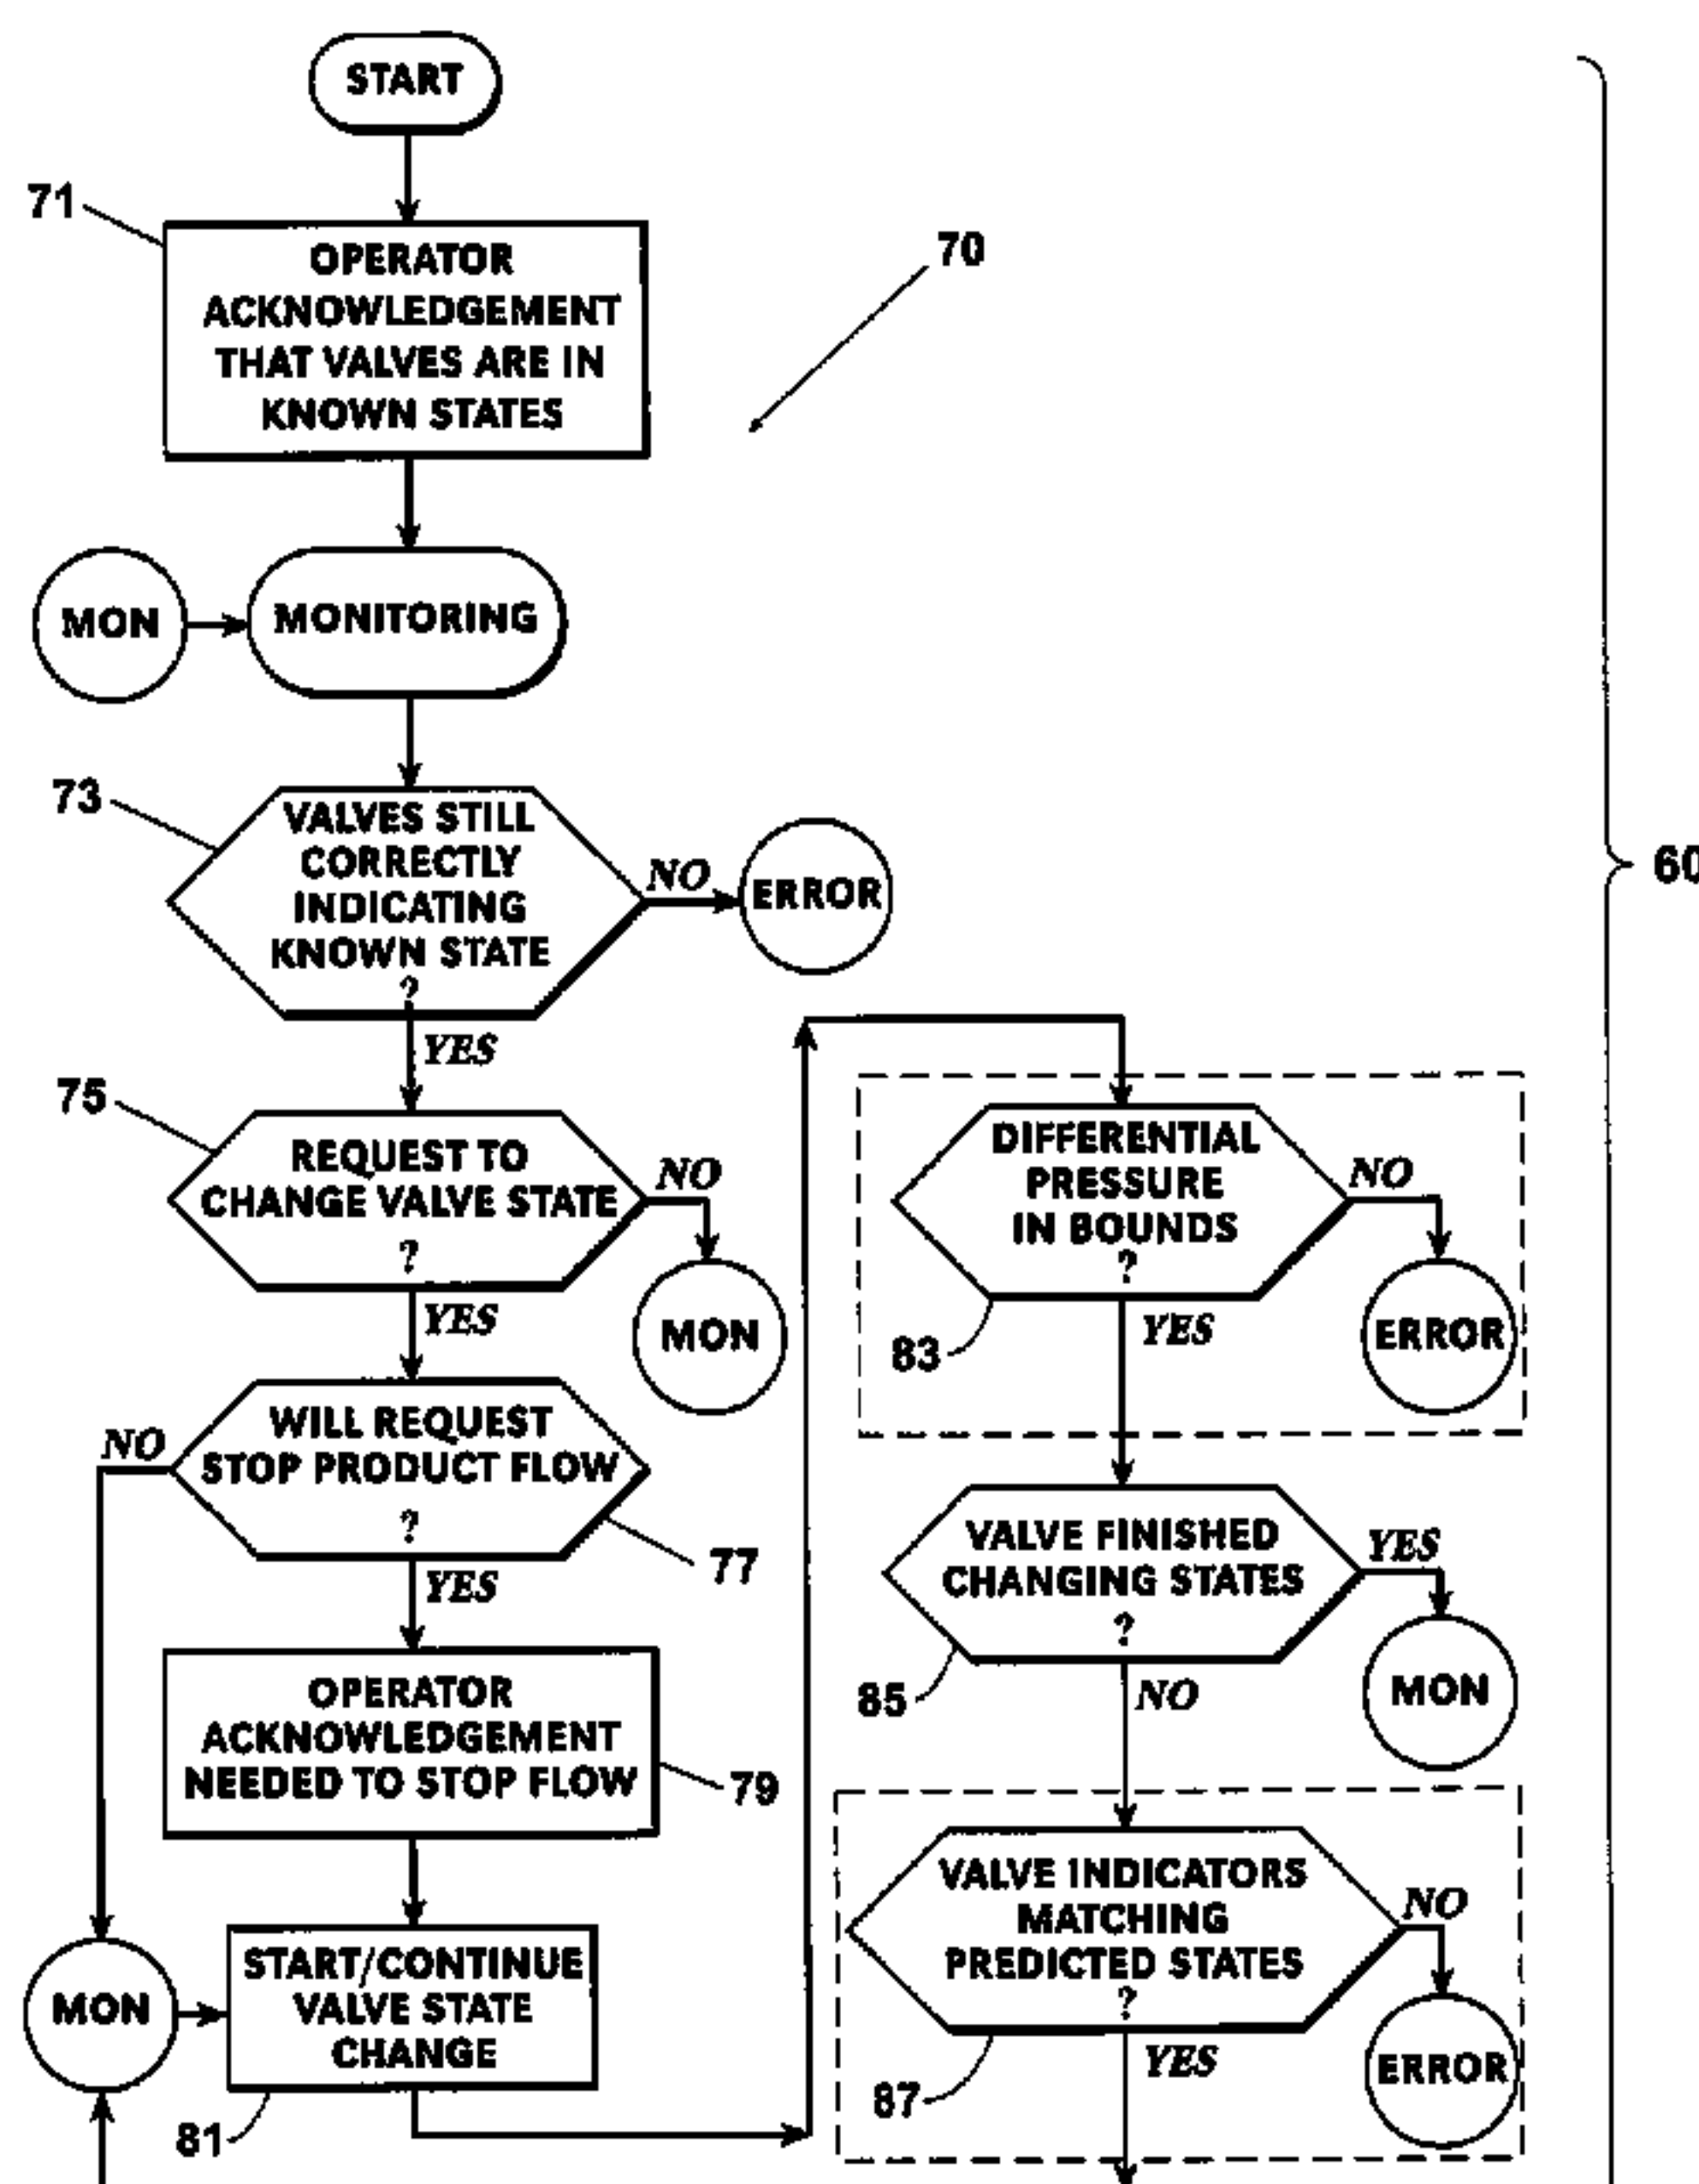 START
71
OPERATOR
ACKNOWLEDGEMENT
THAT VALVES ARE IN
KNOWN STATES
70
MON
MONITORING
73
VALVES STILL
CORRECTLY
INDICATING
KNOWN STATE
?
NO
ERROR
60
YES
75
REQUEST TO
CHANGE VALVE STATE
?
NO
MON
YES
WILL REQUEST
STOP PRODUCT FLOW
?
NO
77
YES
OPERATOR
ACKNOWLEDGEMENT
NEEDED TO STOP FLOW
79
MON
START/CONTINUE
VALVE STATE
CHANGE
81
DIFFERENTIAL
PRESSURE
IN BOUNDS
?
NO
ERROR
83
YES
VALVE FINISHED
CHANGING STATES
?
YES
MON
85
NO
VALVE INDICATORS
MATCHING
PREDICTED STATES
?
NO
ERROR
87
YES